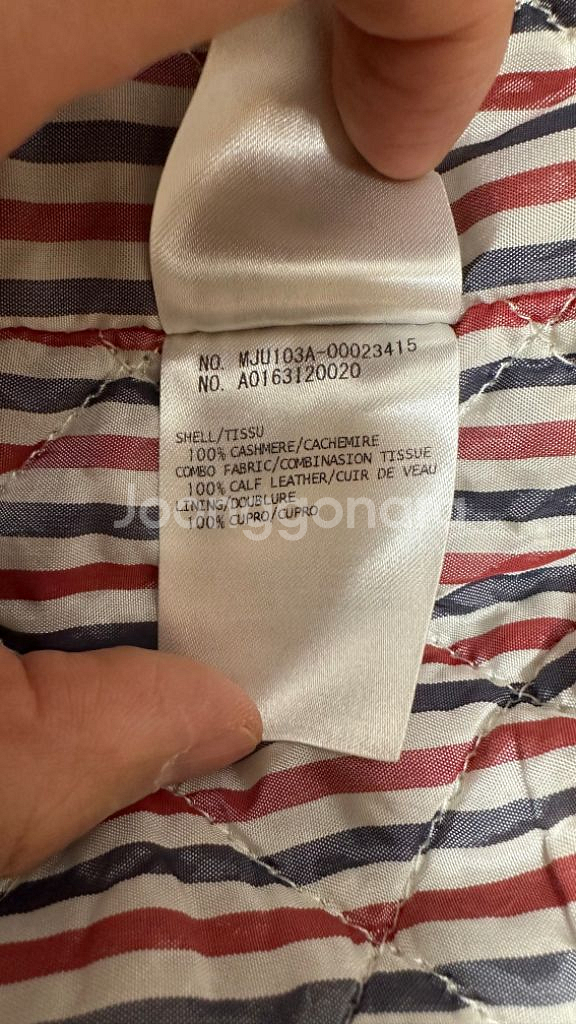 NO. MJU103A-00023415
NO. A0163120020
SHELL/TISSU
100% CASHMERE/CACHEMIRE
COMBO FABRIC/COMBINASION TISSUE
100% CALF LEATHER/CUIR DE VEAU
LINING/DOUBLURE
100% CUPRO/CUPRO